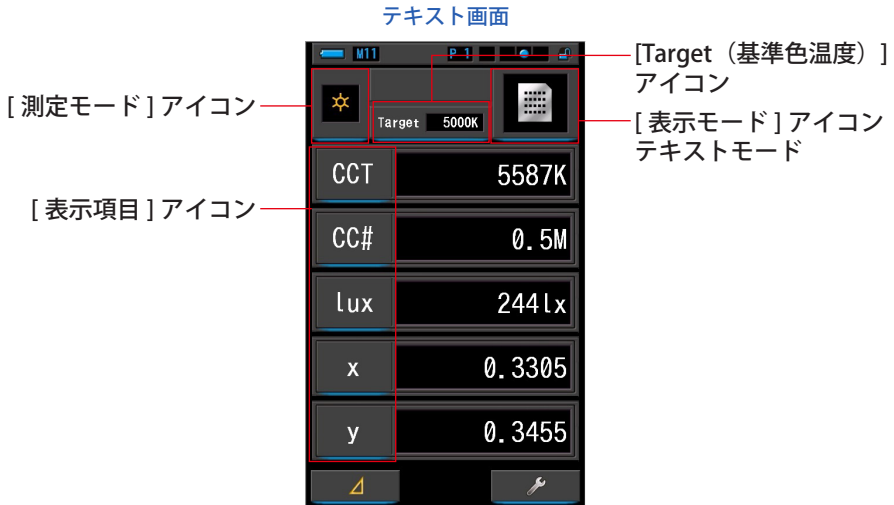 テキスト画面
M11 P 1
[Target（基準色温度）]
アイコン
[ 測定モード ] アイコン
Target 5000K
[ 表示モード ] アイコン
テキストモード
CCT 5587K
[ 表示項目 ] アイコン
CC# 0.5M
lux 244lx
x 0.3305
y 0.3455